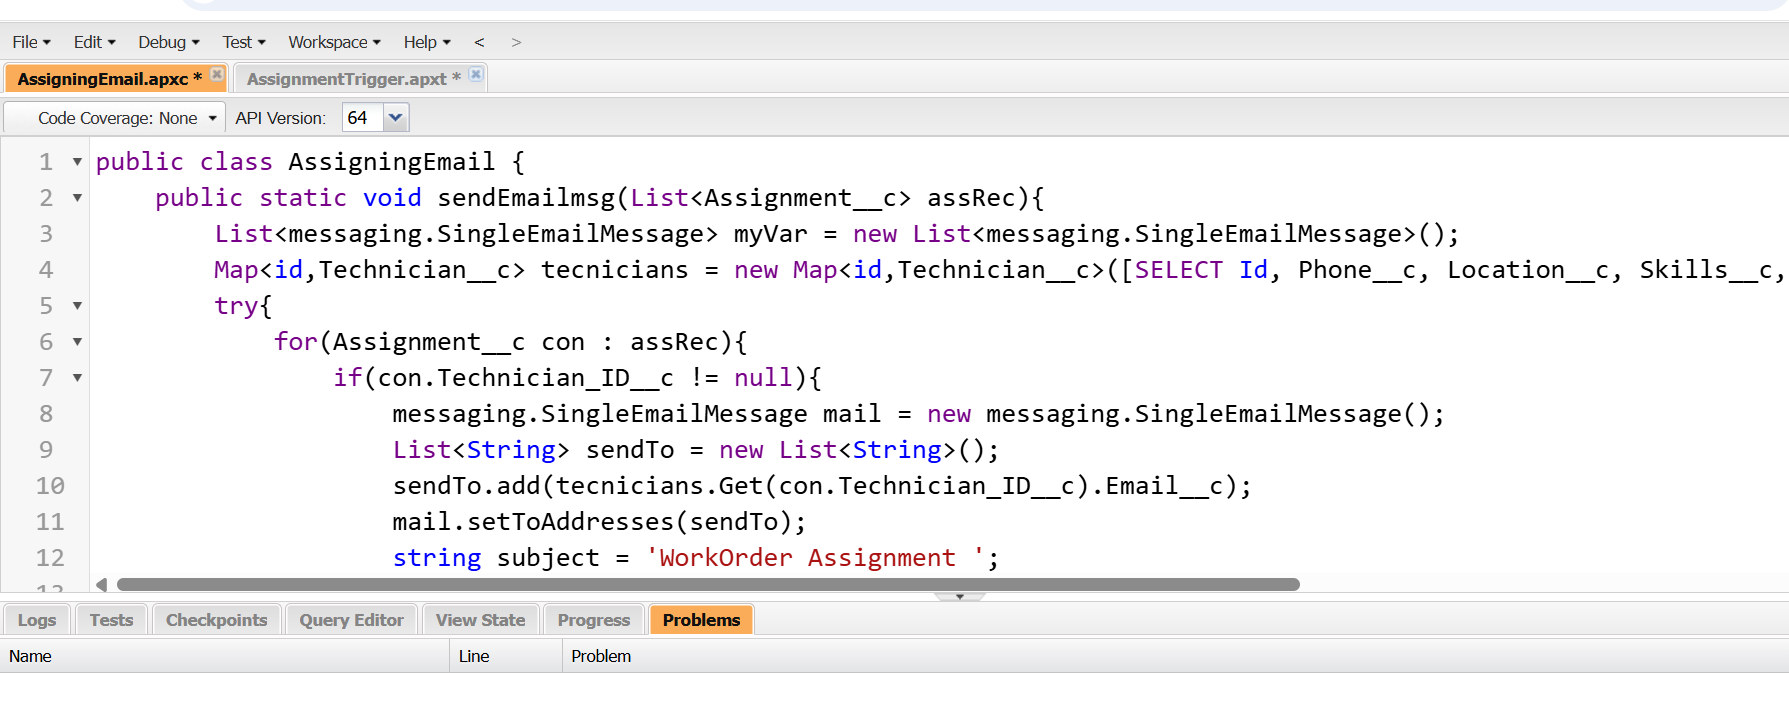 File Edit Debug Test Workspace Help < >
AssigningEmail.apxc * AssignmentTrigger.apxt *
Code Coverage: None API Version: 64
1 public class AssigningEmail {
2 public static void sendEmailmsg(List<Assignment__c> assRec){
3 List<messaging.SingleEmailMessage> myVar = new List<messaging.SingleEmailMessage>();
4 Map<id,Technician__c> tecnicians = new Map<id,Technician__c>([SELECT Id, Phone__c, Location__c, Skills__c,
5 try{
6 for(Assignment__c con : assRec){
7 if(con.Technician_ID__c != null){
8 messaging.SingleEmailMessage mail = new messaging.SingleEmailMessage();
9 List<String> sendTo = new List<String>();
10 sendTo.add(tecnicians.Get(con.Technician_ID__c).Email__c);
11 mail.setToAddresses(sendTo);
12 string subject = 'WorkOrder Assignment ';
13
Logs Tests Checkpoints Query Editor View State Progress Problems
Name Line Problem